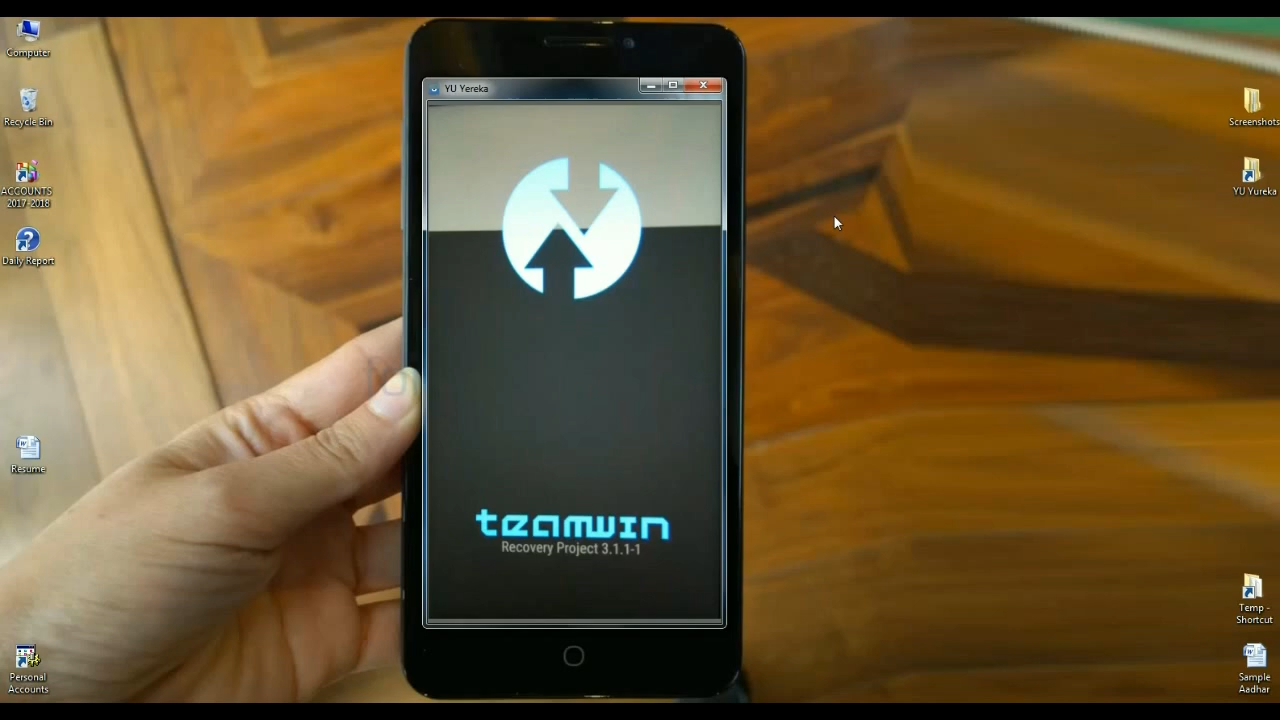 Computer
Recycle Bin
ACCOUNTS
2017-2018
Daily Report
Resume
Personal
Accounts
YU Yereka
teamwin
Recovery Project 3.1.1-1
Screenshots
YU Yureka
Temp -
Shortcut
Sample
Aadhar